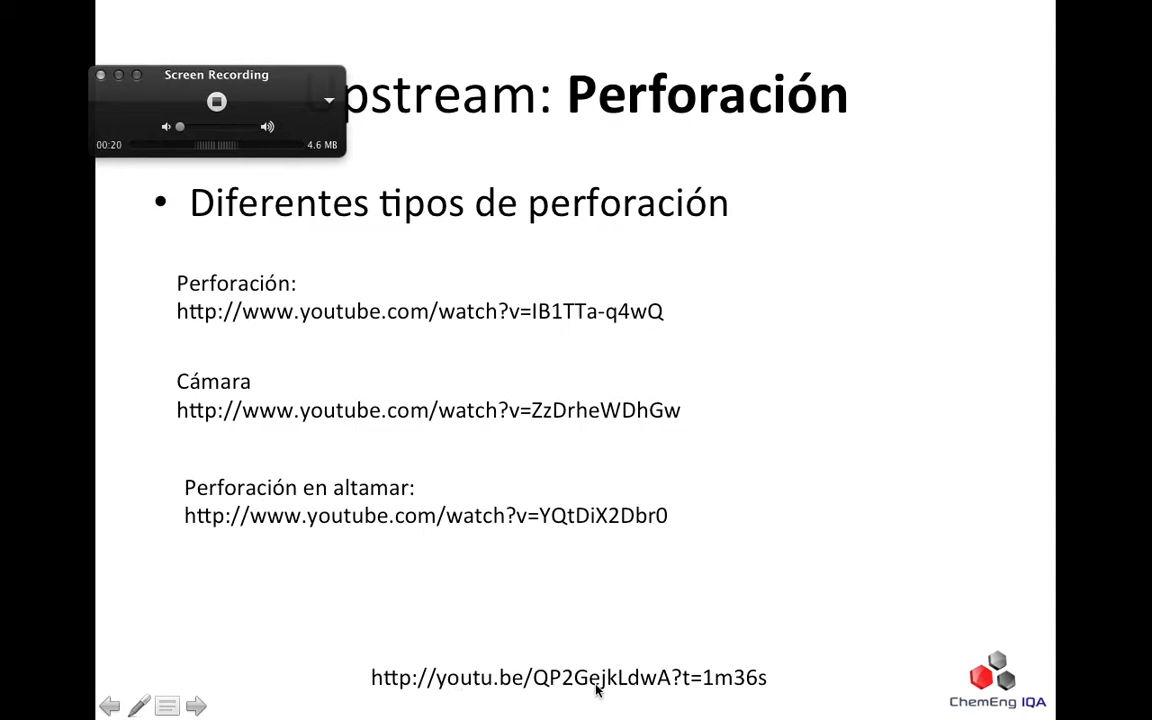 Screen Recording
00:20
4.6 MB
Upstream: Perforación
• Diferentes tipos de perforación
Perforación:
http://www.youtube.com/watch?v=IB1TTa-q4wQ
Cámara
http://www.youtube.com/watch?v=ZzDrheWDhGw
Perforación en altamar:
http://www.youtube.com/watch?v=YQtDiX2Dbr0
http://youtu.be/QP2GejkLdwA?t=1m36s
ChemEng IQA